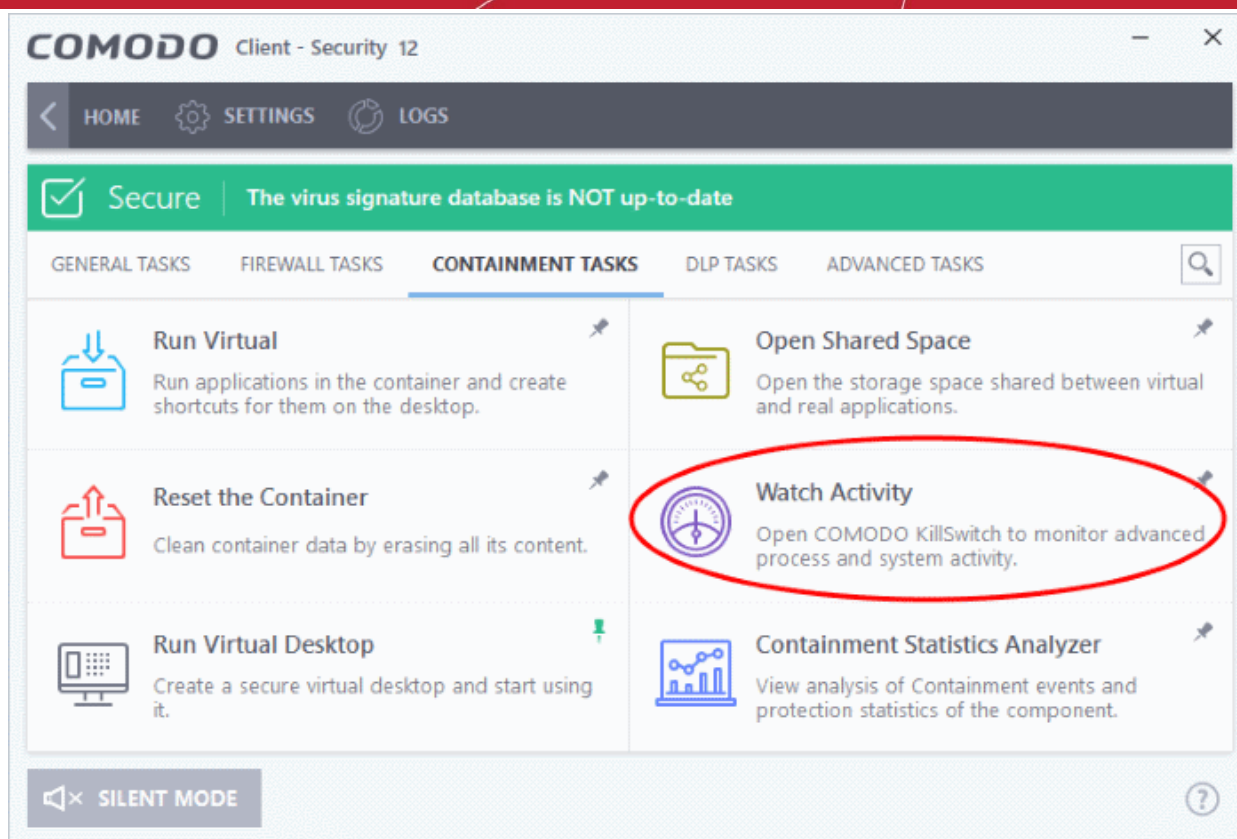 COMODO Client - Security 12
HOME SETTINGS LOGS
Secure The virus signature database is NOT up-to-date
GENERAL TASKS FIREWALL TASKS CONTAINMENT TASKS DLP TASKS ADVANCED TASKS
Run Virtual
Run applications in the container and create
shortcuts for them on the desktop.
Open Shared Space
Open the storage space shared between virtual
and real applications.
Reset the Container
Clean container data by erasing all its content.
Watch Activity
Open COMODO KillSwitch to monitor advanced
process and system activity.
Run Virtual Desktop
Create a secure virtual desktop and start using
it.
Containment Statistics Analyzer
View analysis of Containment events and
protection statistics of the component.
SILENT MODE
?